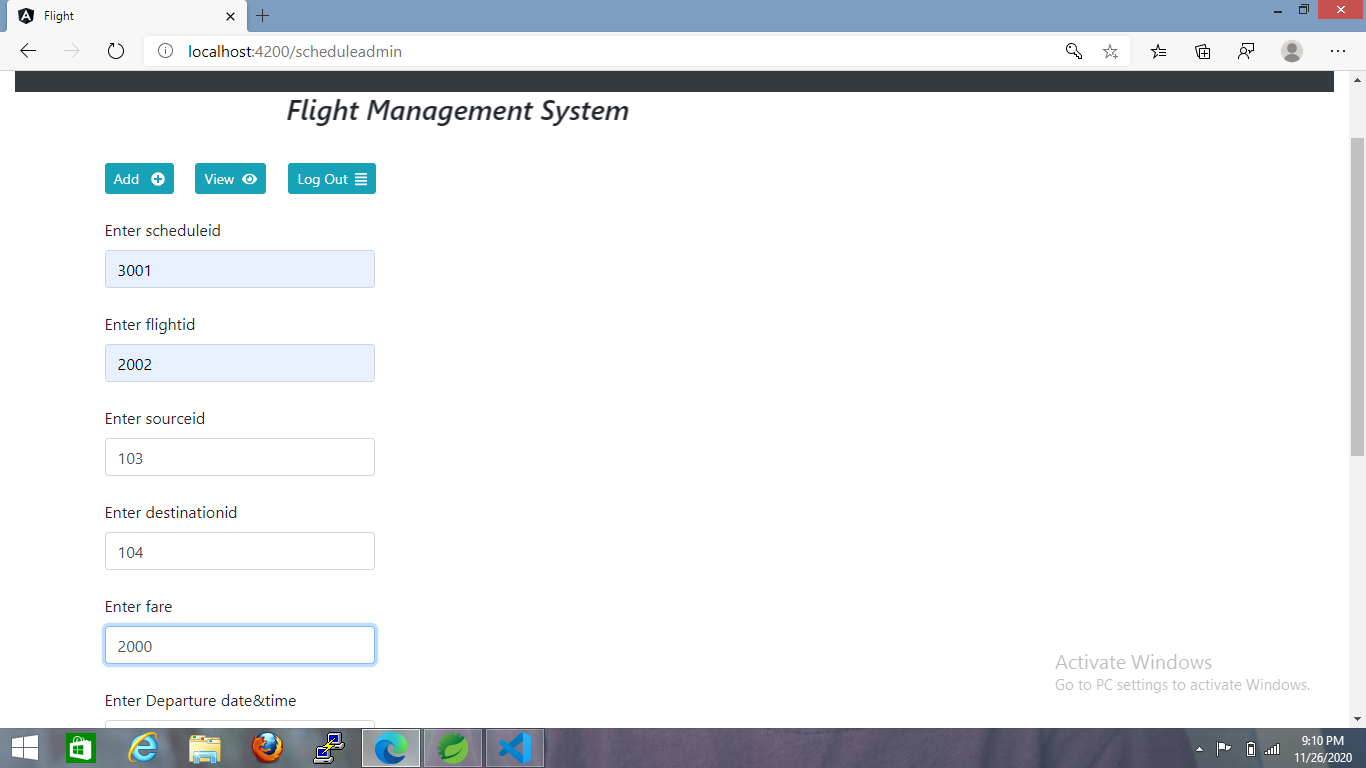 Flight
localhost:4200/scheduleadmin
Flight Management System
Add View Log Out
Enter scheduleid
3001
Enter flightid
2002
Enter sourceid
103
Enter destinationid
104
Enter fare
2000
Enter Departure date&time
Activate Windows
Go to PC settings to activate Windows.
9:10 PM
11/26/2020